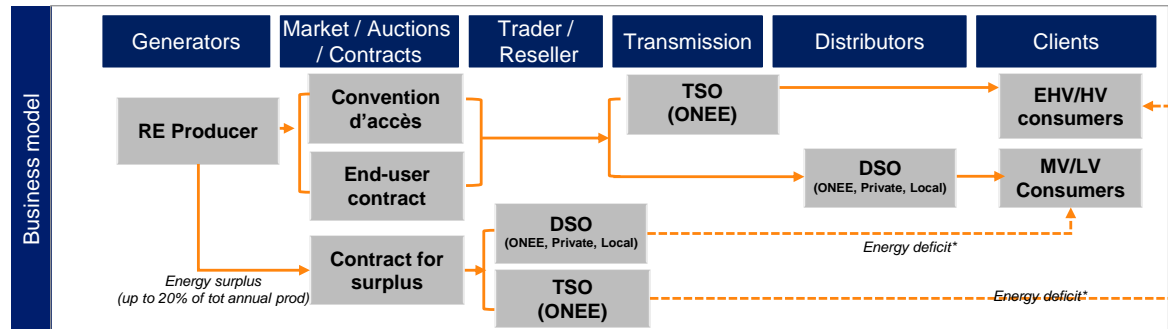 Business model
Generators
Market / Auctions
/ Contracts
Trader /
Reseller
Transmission
Distributors
Clients
RE Producer
Convention
d'accès
End-user
contract
TSO
(ONEE)
EHV/HV
consumers
DSO
(ONEE, Private, Local)
MV/LV
Consumers
Energy surplus
(up to 20% of tot annual prod)
Contract for
surplus
DSO
(ONEE, Private, Local)
Energy deficit*
TSO
(ONEE)
Energy deficit*